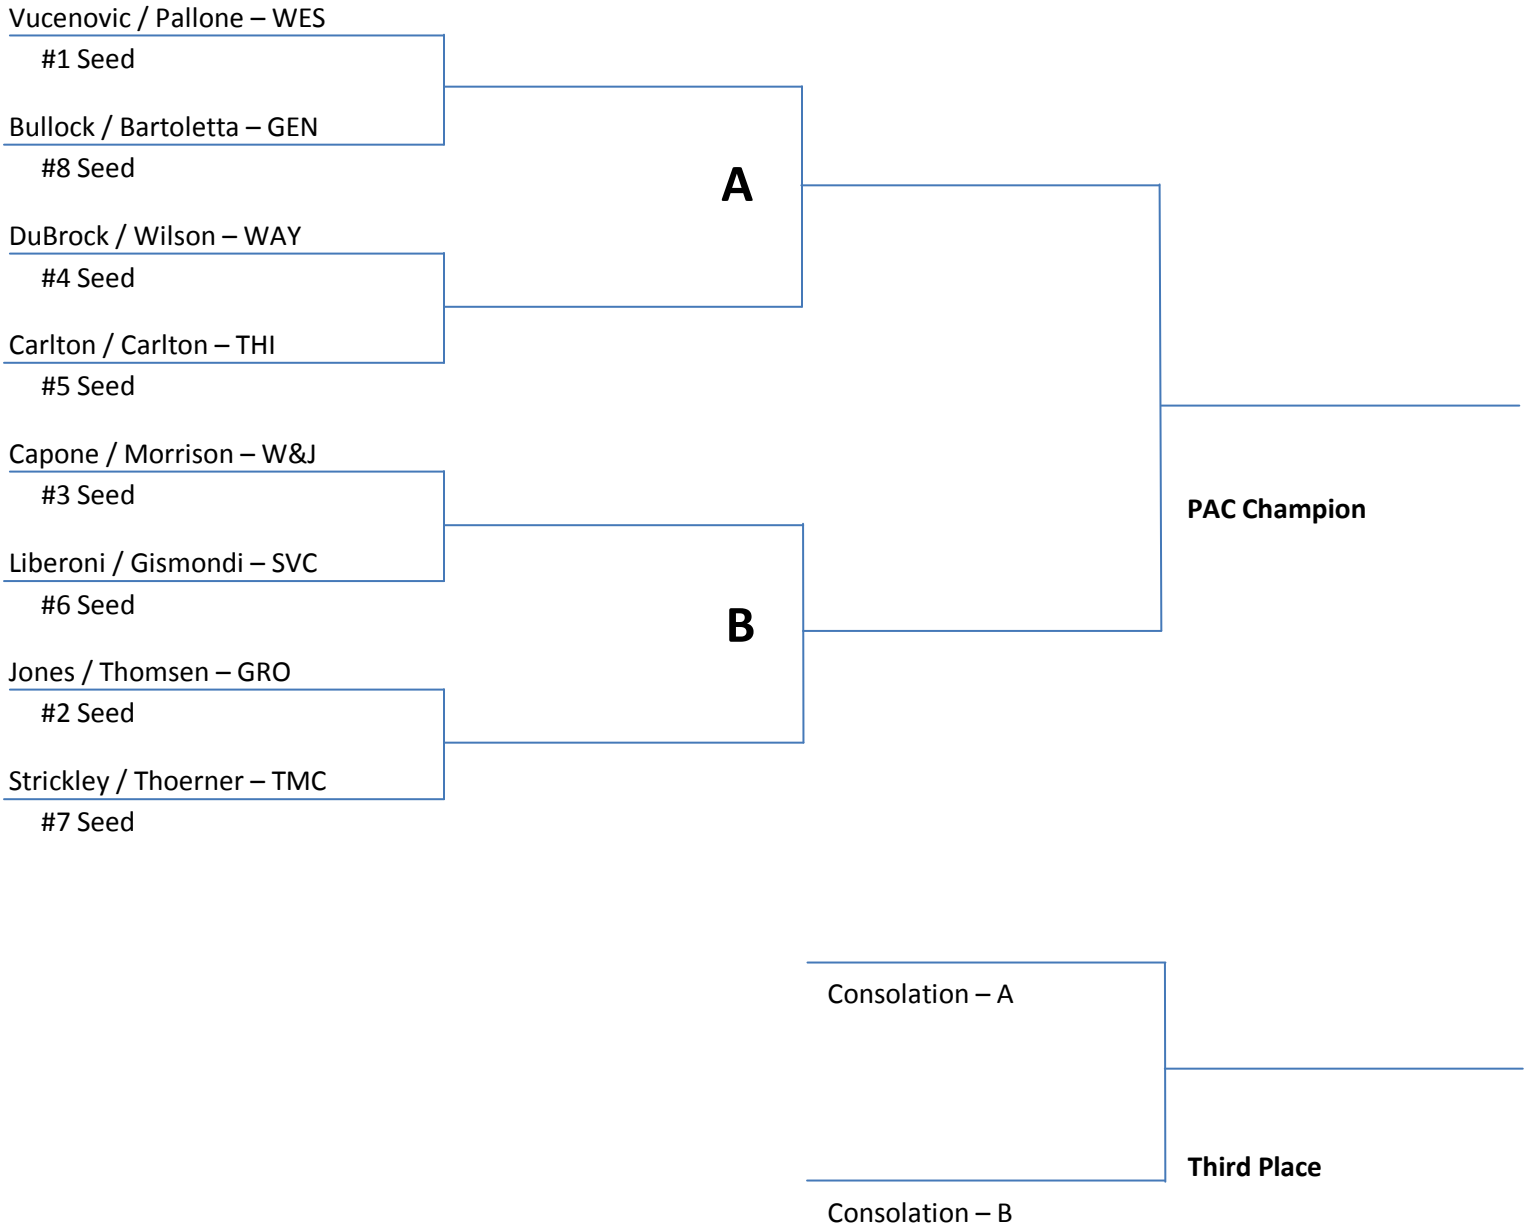 Vucenovic / Pallone – WES
#1 Seed
Bullock / Bartoletta – GEN
#8 Seed
A
DuBrock / Wilson – WAY
#4 Seed
Carlton / Carlton – THI
#5 Seed
Capone / Morrison – W&J
#3 Seed
PAC Champion
Liberoni / Gismondi – SVC
#6 Seed
B
Jones / Thomsen – GRO
#2 Seed
Strickley / Thoerner – TMC
#7 Seed
Consolation – A
Third Place
Consolation – B